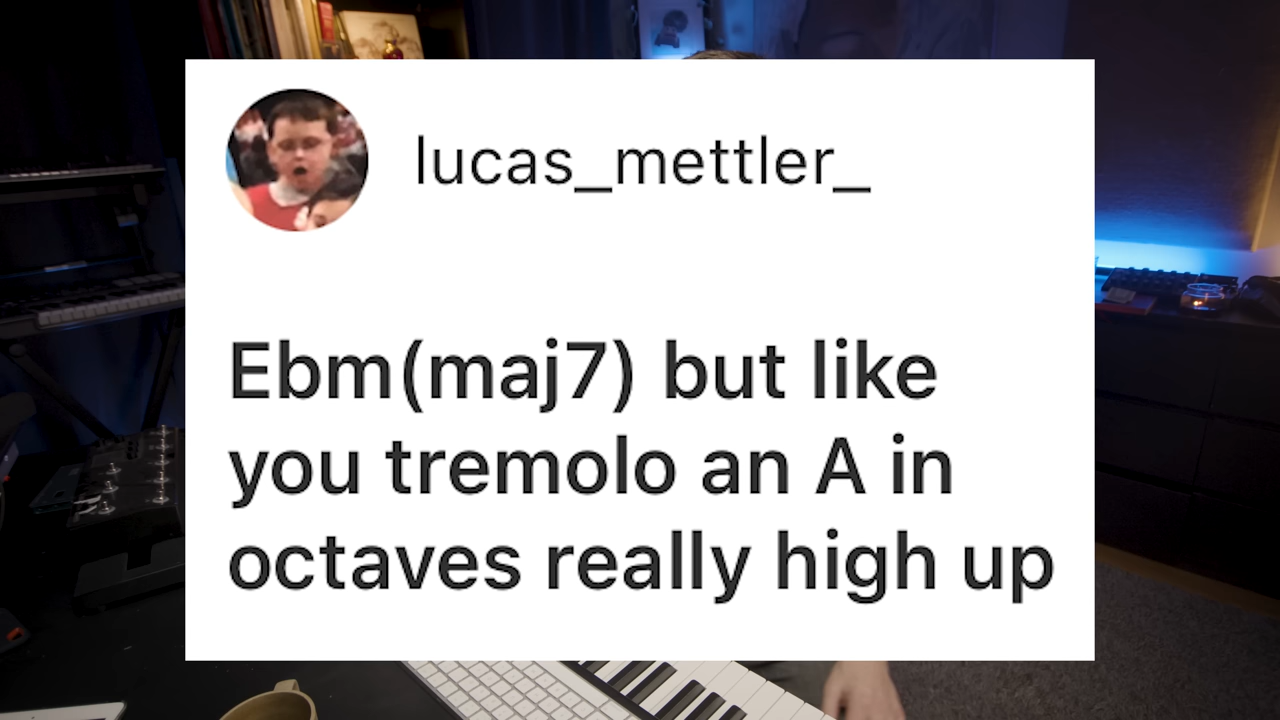 lucas_mettler_
Ebm(maj7) but like
you tremolo an A in
octaves really high up